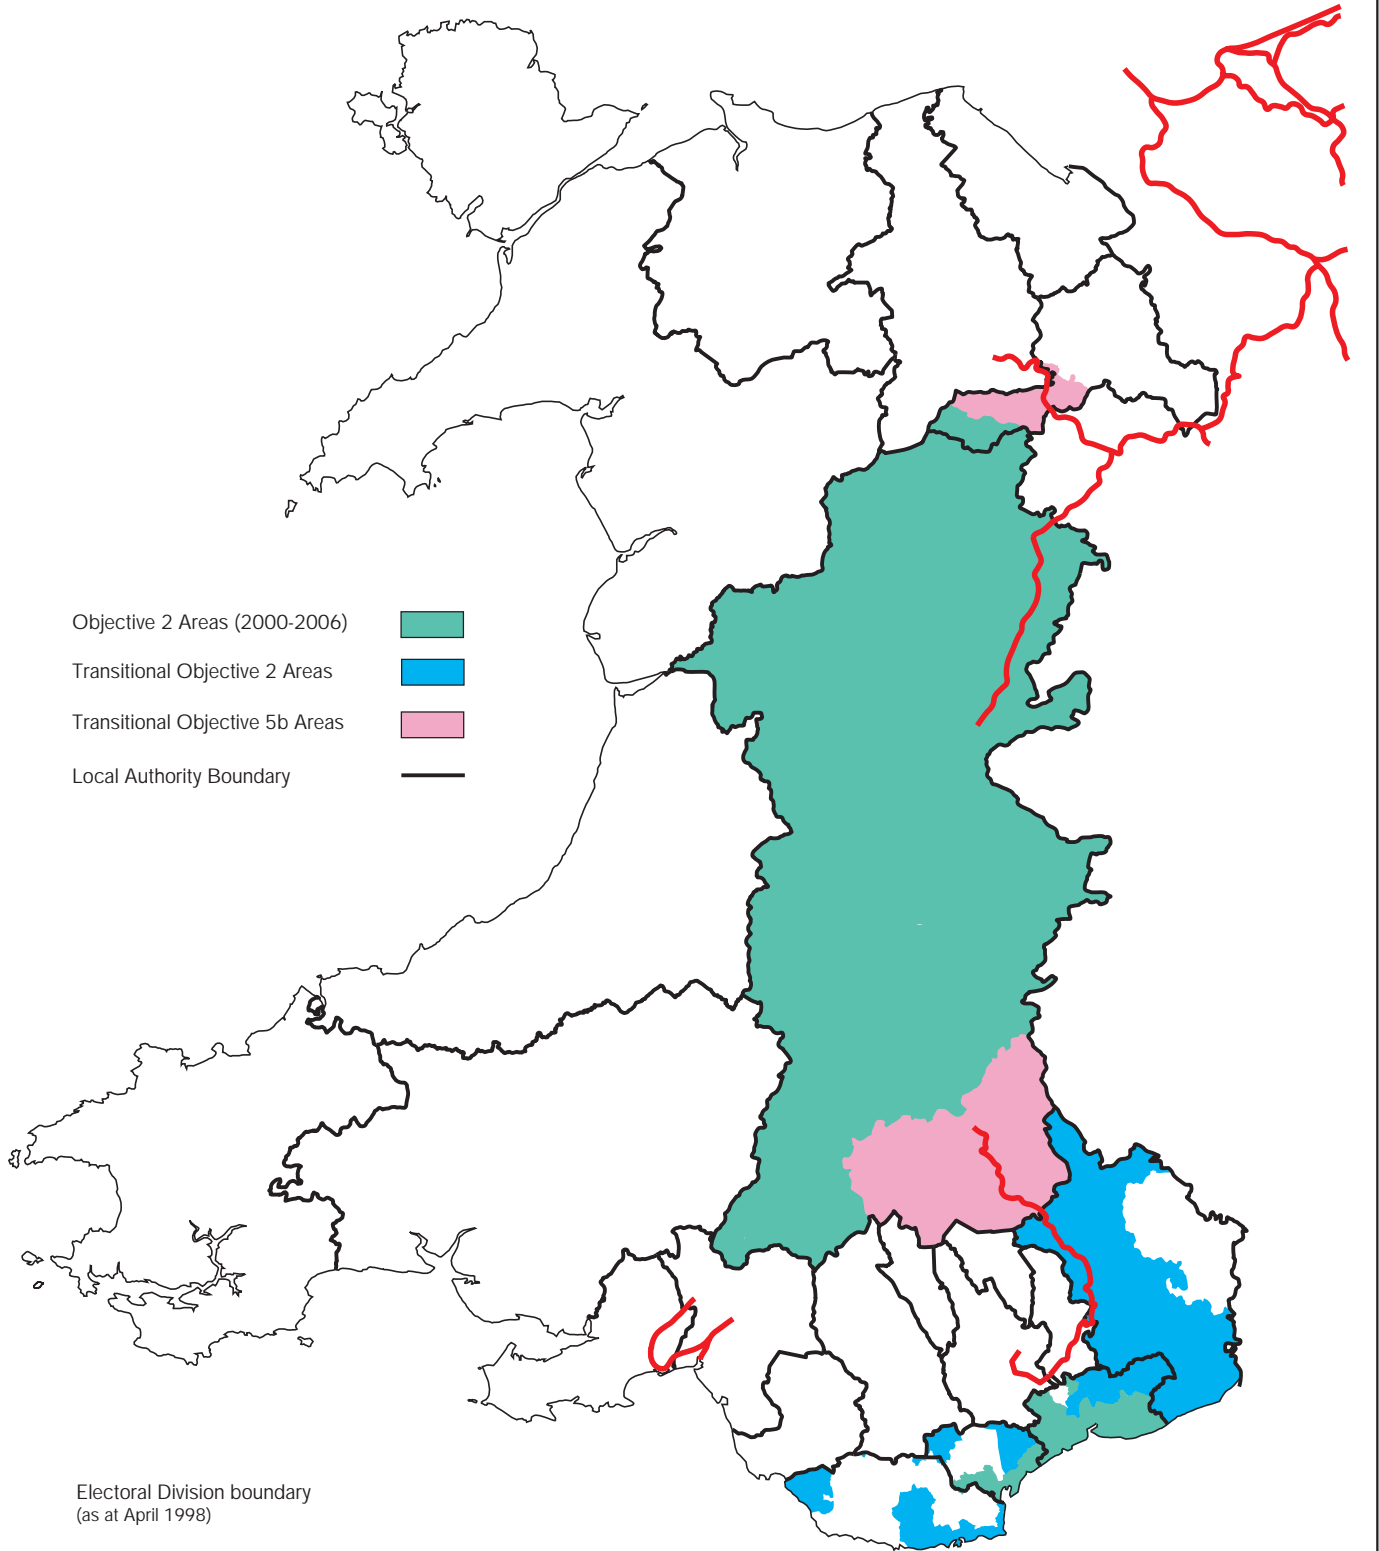 Objective 2 Areas (2000-2006)
Transitional Objective 2 Areas
Transitional Objective 5b Areas
Local Authority Boundary
Electoral Division boundary
(as at April 1998)